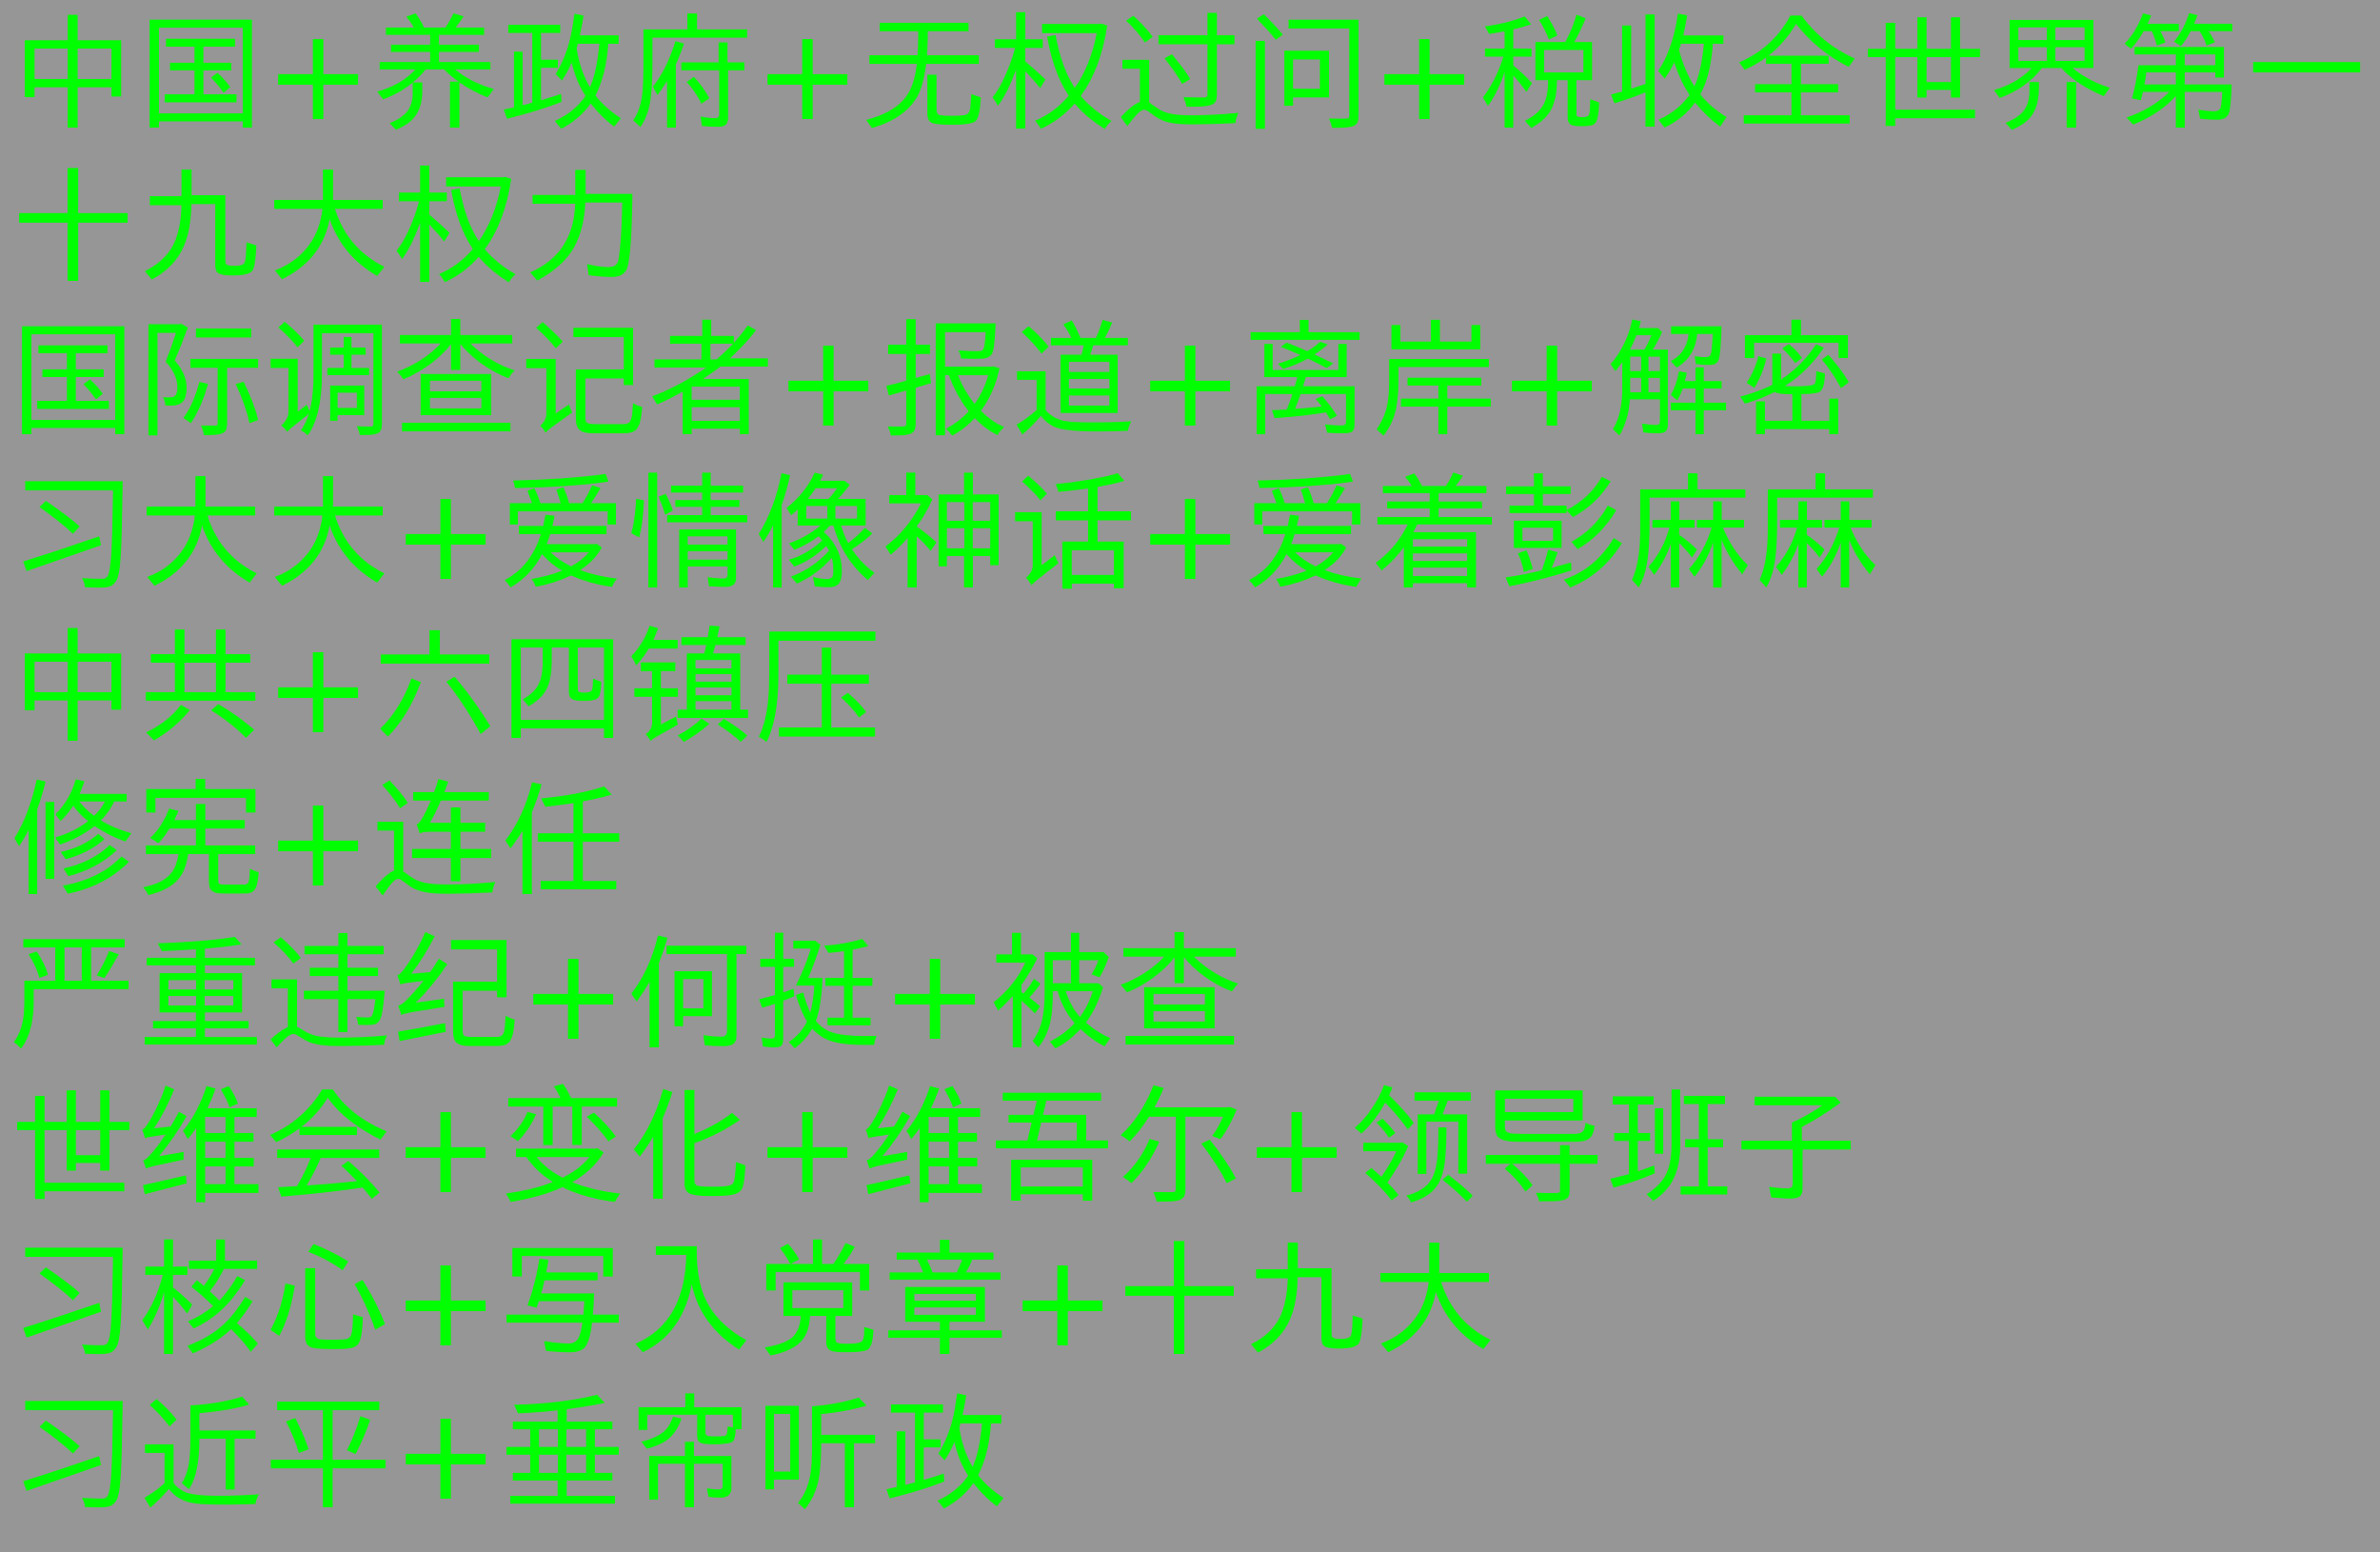 中国+养政府+无权过问+税收全世界第一
十九大权力
国际调查记者+报道+离岸+解密
习大大+爱情像神话+爱着彭麻麻
中共+六四镇压
修宪+连任
严重违纪+何挺+被查
世维会+变化+维吾尔+领导班子
习核心+写入党章+十九大
习近平+垂帘听政